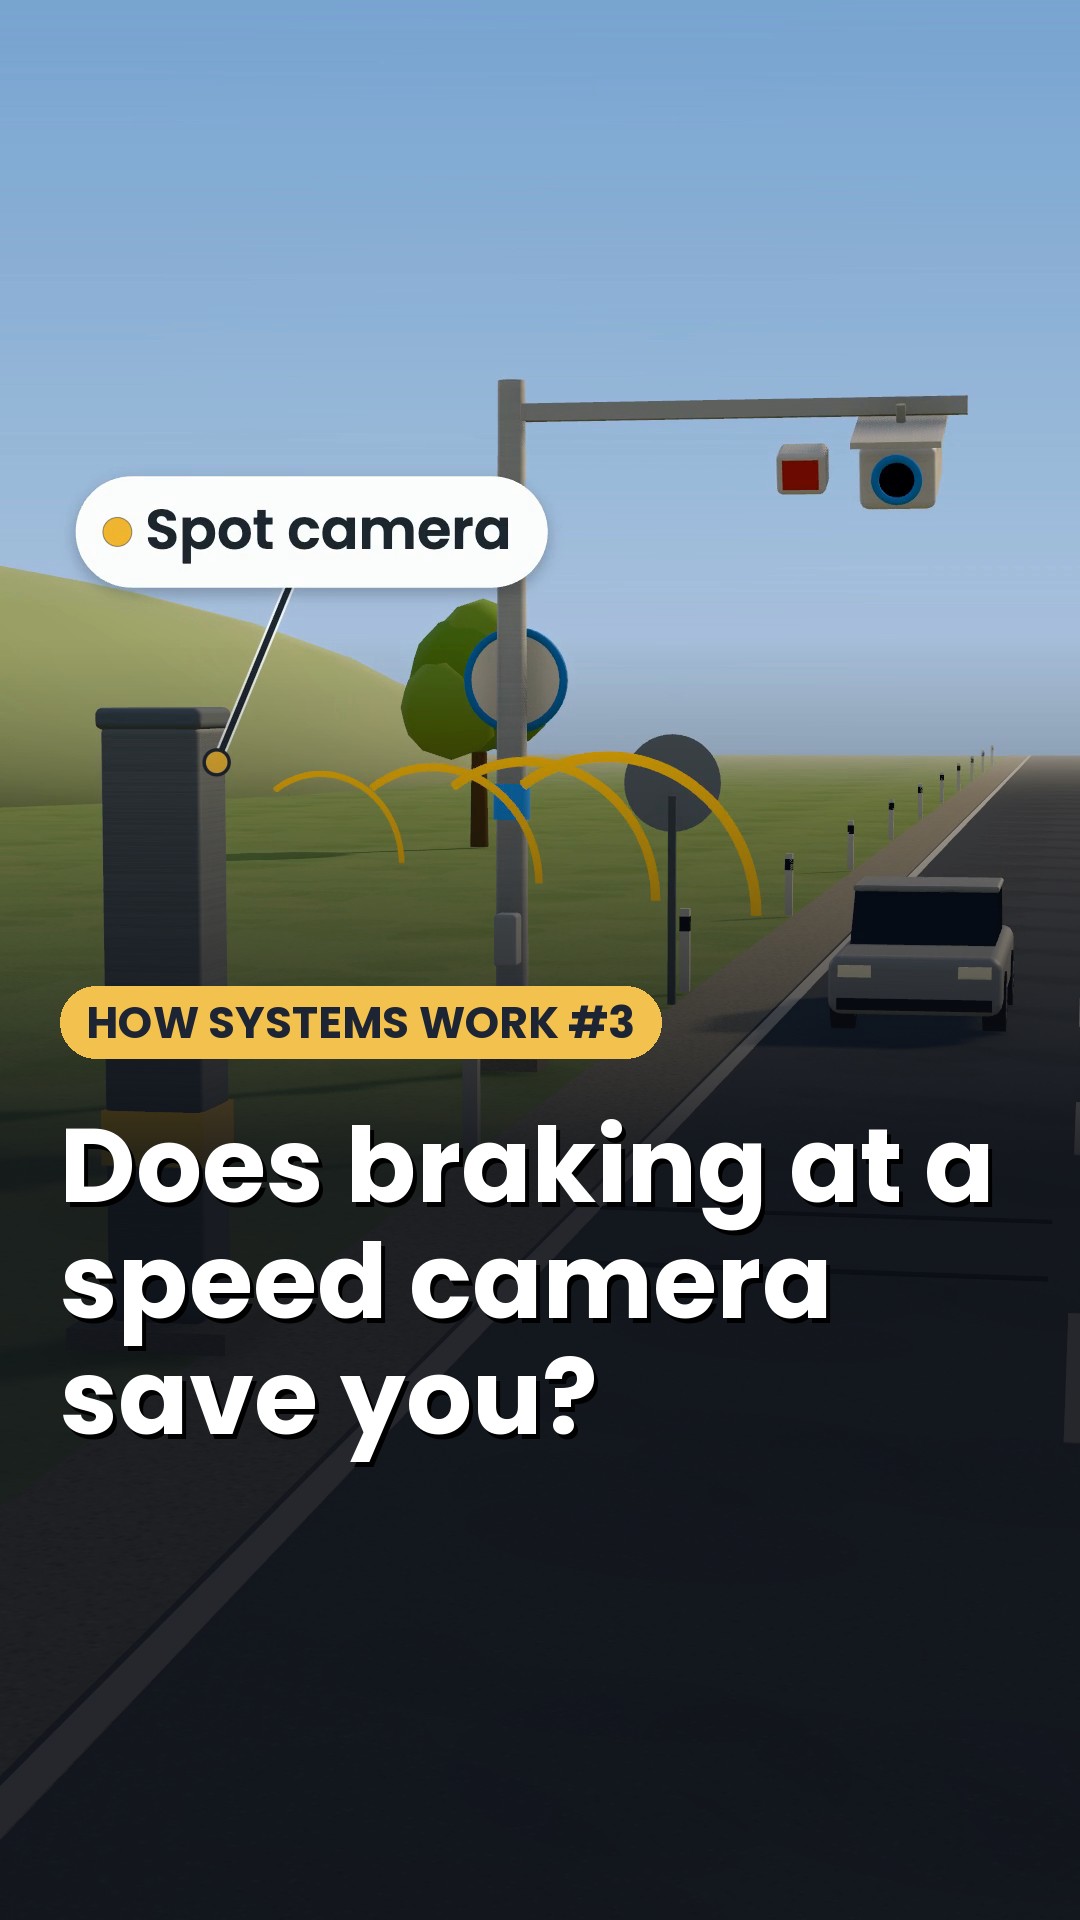 Spot camera
HOW SYSTEMS WORK #3
Does braking at a
speed camera
save you?